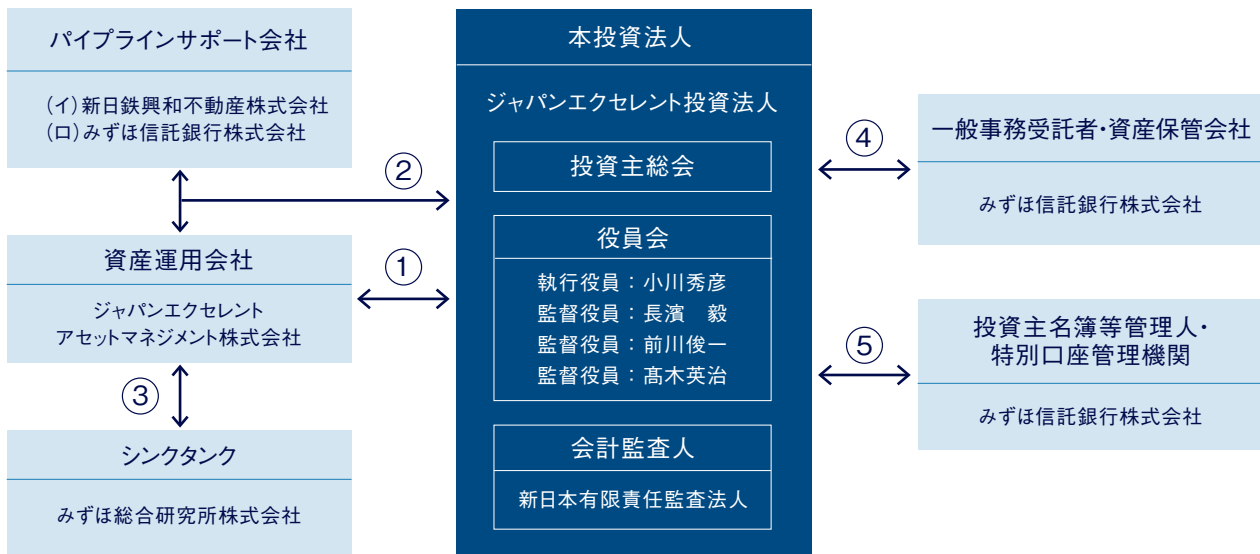 パイプラインサポート会社
(イ)新日鉄興和不動産株式会社
(ロ)みずほ信託銀行株式会社
②
資産運用会社
ジャパンエクセレント
アセットマネジメント株式会社
①
③
シンクタンク
みずほ総合研究所株式会社
本投資法人
ジャパンエクセレント投資法人
投資主総会
役員会
執行役員：小川秀彦
監督役員：長濱　毅
監督役員：前川俊一
監督役員：髙木英治
会計監査人
新日本有限責任監査法人
④
一般事務受託者・資産保管会社
みずほ信託銀行株式会社
⑤
投資主名簿等管理人・
特別口座管理機関
みずほ信託銀行株式会社